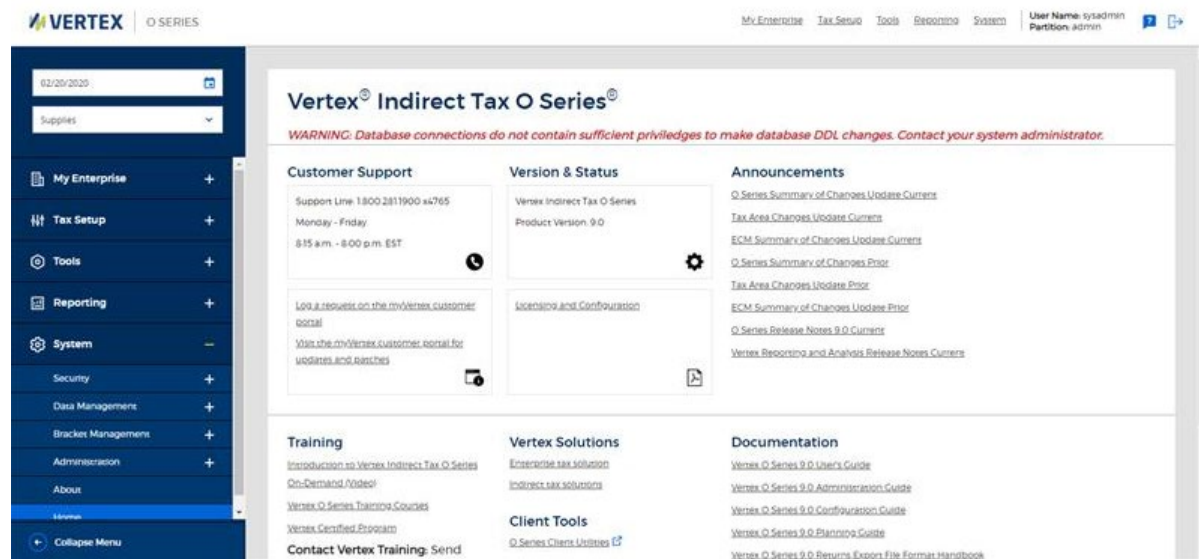 VERTEX O SERIES
My Enterprise Tax Setup Tools Reporting System
User Name: sysadmin
Partition: admin
02/20/2020
Supplies
My Enterprise
Tax Setup
Tools
Reporting
System
Security
Data Management
Bracket Management
Administration
About
Home
Collapse Menu
Vertex® Indirect Tax O Series®
WARNING: Database connections do not contain sufficient priviledges to make database DDL changes. Contact your system administrator.
Customer Support
Support Line: 1.800.281.1900 x4765
Monday - Friday
8:15 a.m. - 8:00 p.m. EST
Log a request on the myVertex customer
portal
Visit the myVertex customer portal for
updates and patches
Version & Status
Vertex Indirect Tax O Series
Product Version: 9.0
Licensing and Configuration
Announcements
O Series Summary of Changes Update Current
Tax Area Changes Update Current
ECM Summary of Changes Update Current
O Series Summary of Changes Prior
Tax Area Changes Update Prior
ECM Summary of Changes Update Prior
O Series Release Notes 9.0 Current
Vertex Reporting and Analysis Release Notes Current
Training
Introduction to Vertex Indirect Tax O Series
On-Demand (Video)
Vertex O Series Training Courses
Vertex Certified Program
Contact Vertex Training: Send
Vertex Solutions
Enterprise tax solution
Indirect tax solutions
Client Tools
O Series Client Utilities
Documentation
Vertex O Series 9.0 User's Guide
Vertex O Series 9.0 Administration Guide
Vertex O Series 9.0 Configuration Guide
Vertex O Series 9.0 Planning Guide
Vertex O Series 9.0 Returns Export File Format Handbook